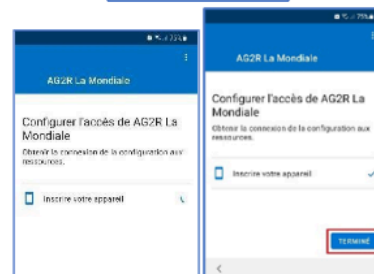 75%
AG2R La Mondiale
Configurer l'accès de AG2R La
Mondiale
Obtenir la connexion de la configuration aux
ressources.
Inscrire votre appareil
75%
AG2R La Mondiale
Configurer l'accès de AG2R La
Mondiale
Obtenir la connexion de la configuration aux
ressources.
Inscrire votre appareil
TERMINÉ